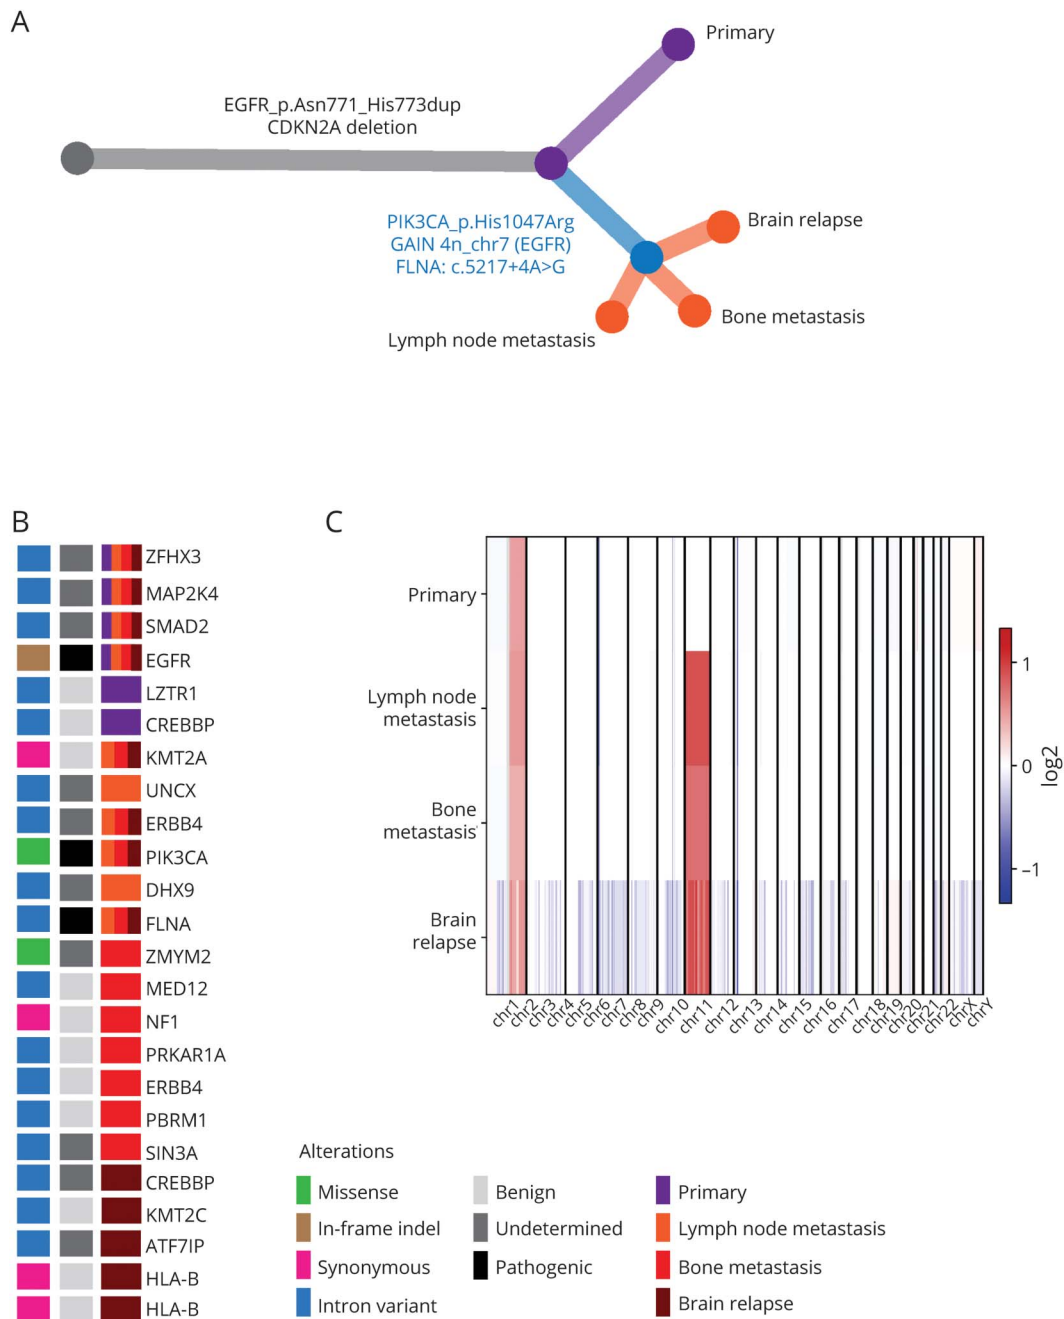 A
Primary
EGFR_p.Asn771_His773dup
CDKN2A deletion
PIK3CA_p.His1047Arg
GAIN 4n_chr7 (EGFR)
FLNA: c.5217+4A>G
Brain relapse
Bone metastasis
Lymph node metastasis
B
ZFHX3
MAP2K4
SMAD2
EGFR
LZTR1
CREBBP
KMT2A
UNCX
ERBB4
PIK3CA
DHX9
FLNA
ZMYM2
MED12
NF1
PRKAR1A
ERBB4
PBRM1
SIN3A
CREBBP
KMT2C
ATF7IP
HLA-B
HLA-B
C
Primary
Lymph node
metastasis
Bone
metastasis
Brain
relapse
chr1
chr2
chr3
chr4
chr5
chr6
chr7
chr8
chr9
chr10
chr11
chr12
chr13
chr14
chr15
chr16
chr17
chr18
chr19
chr20
chr21
chr22
chrX
chrY
1
0
−1
log2
Alterations
Missense
In-frame indel
Synonymous
Intron variant
Benign
Undetermined
Pathogenic
Primary
Lymph node metastasis
Bone metastasis
Brain relapse